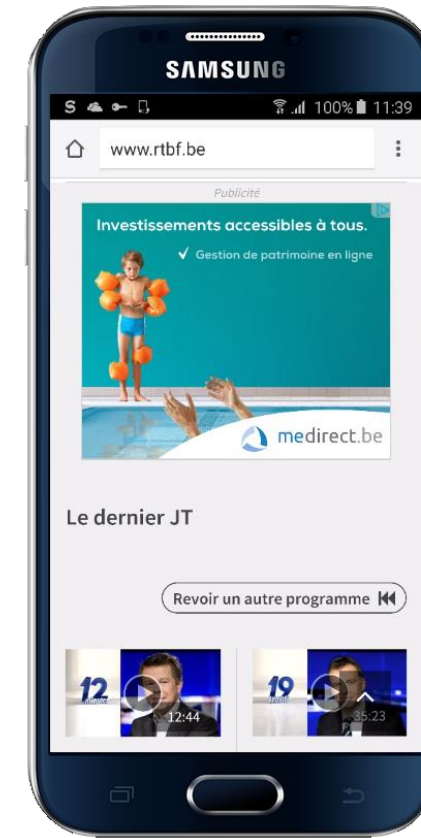 SAMSUNG
S 100% 11:39
www.rtbf.be
Publicité
Investissements accessibles à tous.
✓ Gestion de patrimoine en ligne
medirect.be
Le dernier JT
Revoir un autre programme
12 12:44
19 35:23